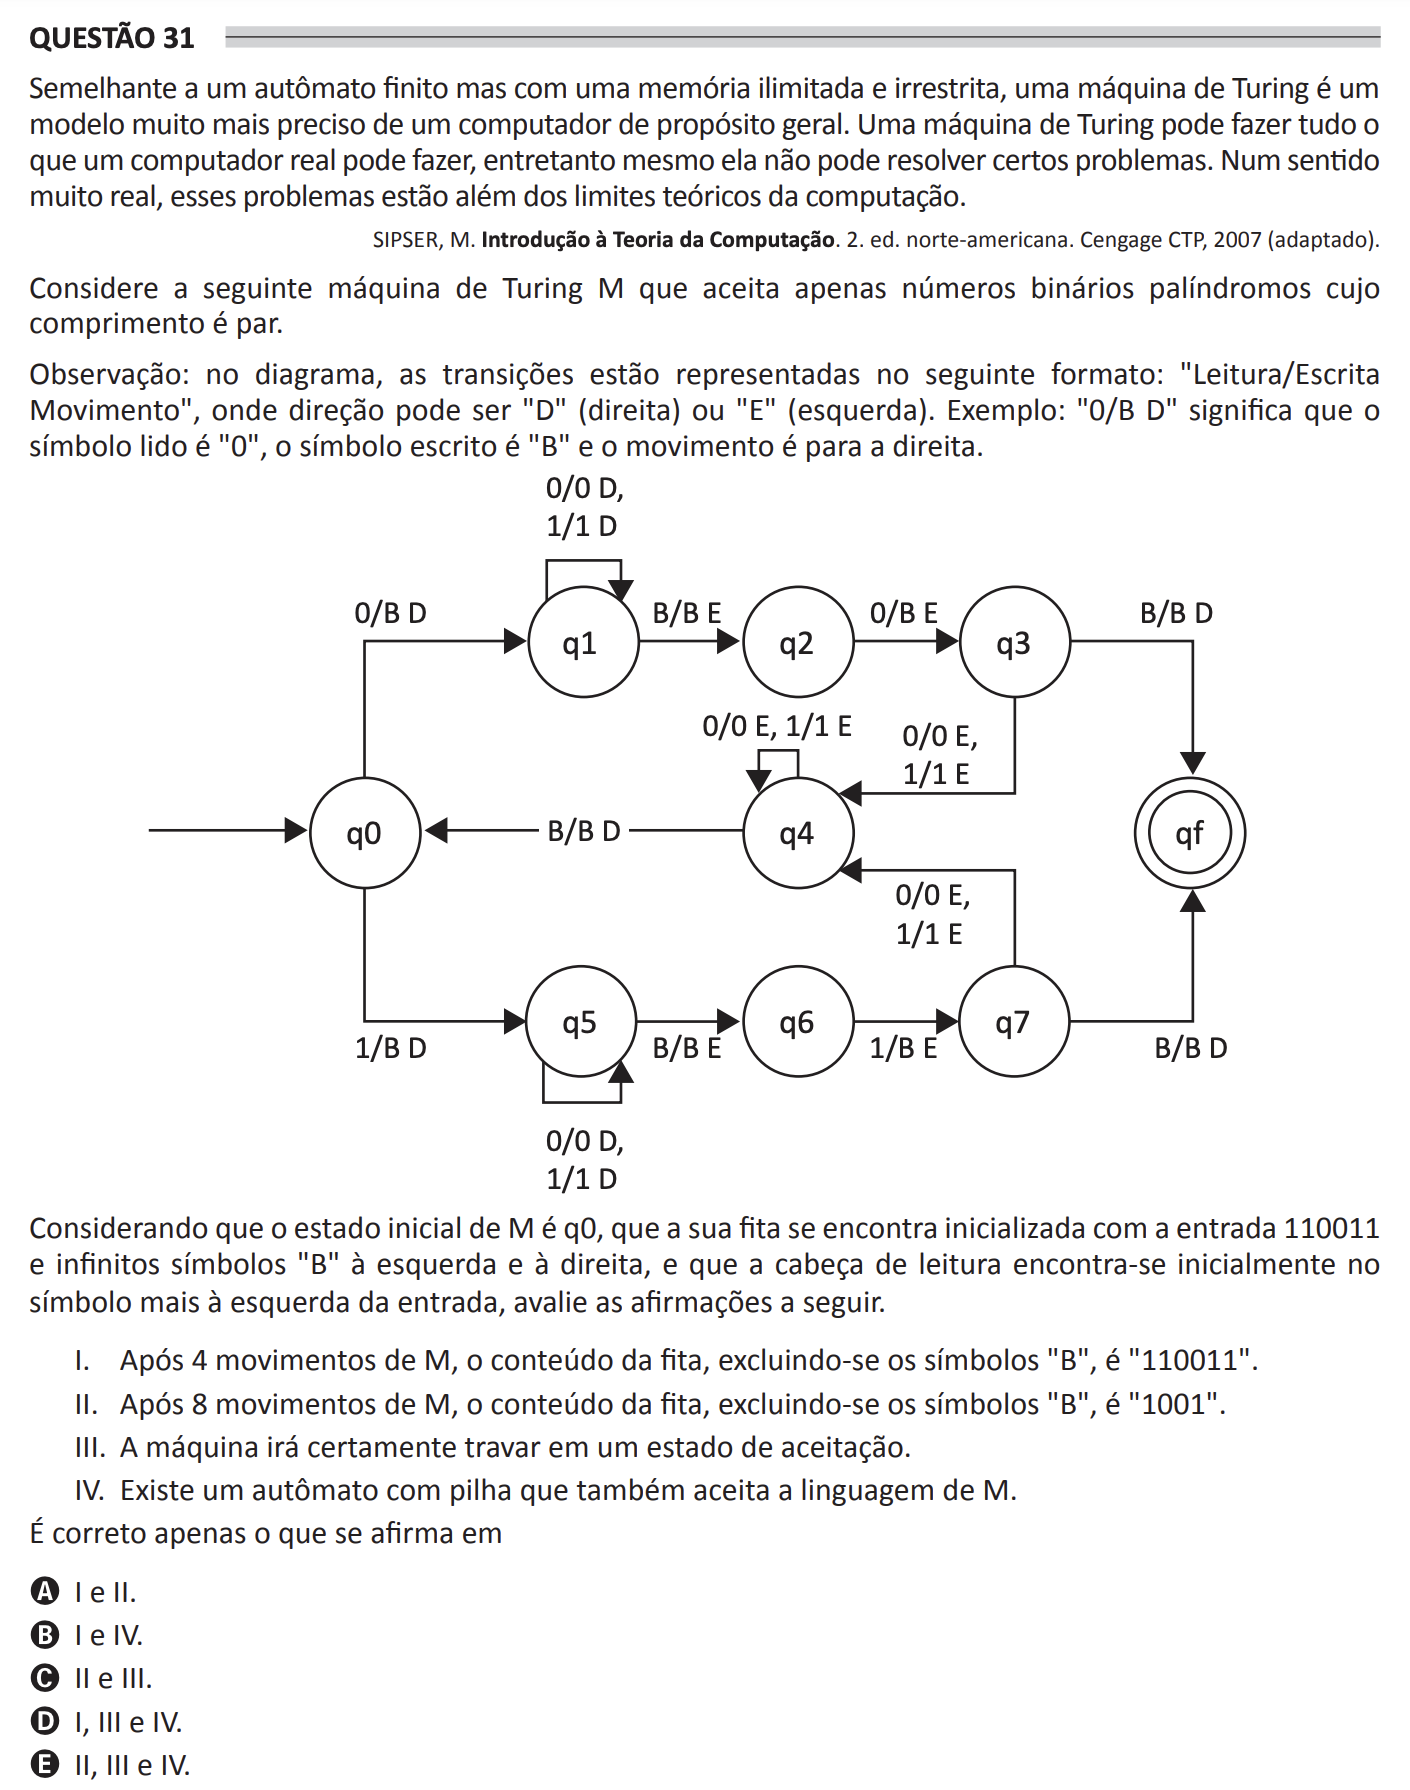 QUESTÃO 31
Semelhante a um autômato finito mas com uma memória ilimitada e irrestrita, uma máquina de Turing é um
modelo muito mais preciso de um computador de propósito geral. Uma máquina de Turing pode fazer tudo o
que um computador real pode fazer, entretanto mesmo ela não pode resolver certos problemas. Num sentido
muito real, esses problemas estão além dos limites teóricos da computação.
SIPSER, M. Introdução à Teoria da Computação. 2. ed. norte-americana. Cengage CTP, 2007 (adaptado).
Considere a seguinte máquina de Turing M que aceita apenas números binários palíndromos cujo
comprimento é par.
Observação: no diagrama, as transições estão representadas no seguinte formato: "Leitura/Escrita
Movimento", onde direção pode ser "D" (direita) ou "E" (esquerda). Exemplo: "0/B D" significa que o
símbolo lido é "0", o símbolo escrito é "B" e o movimento é para a direita.
0/0 D,
1/1 D
0/B D
B/B E
0/B E
B/B D
q1
q2
q3
0/0 E, 1/1 E
0/0 E,
1/1 E
q0
B/B D
q4
qf
0/0 E,
1/1 E
q5
q6
q7
1/B D
B/B E
1/B E
B/B D
0/0 D,
1/1 D
Considerando que o estado inicial de M é q0, que a sua fita se encontra inicializada com a entrada 110011
e infinitos símbolos "B" à esquerda e à direita, e que a cabeça de leitura encontra-se inicialmente no
símbolo mais à esquerda da entrada, avalie as afirmações a seguir.
I. Após 4 movimentos de M, o conteúdo da fita, excluindo-se os símbolos "B", é "110011".
II. Após 8 movimentos de M, o conteúdo da fita, excluindo-se os símbolos "B", é "1001".
III. A máquina irá certamente travar em um estado de aceitação.
IV. Existe um autômato com pilha que também aceita a linguagem de M.
É correto apenas o que se afirma em
A I e II.
B I e IV.
C II e III.
D I, III e IV.
E II, III e IV.